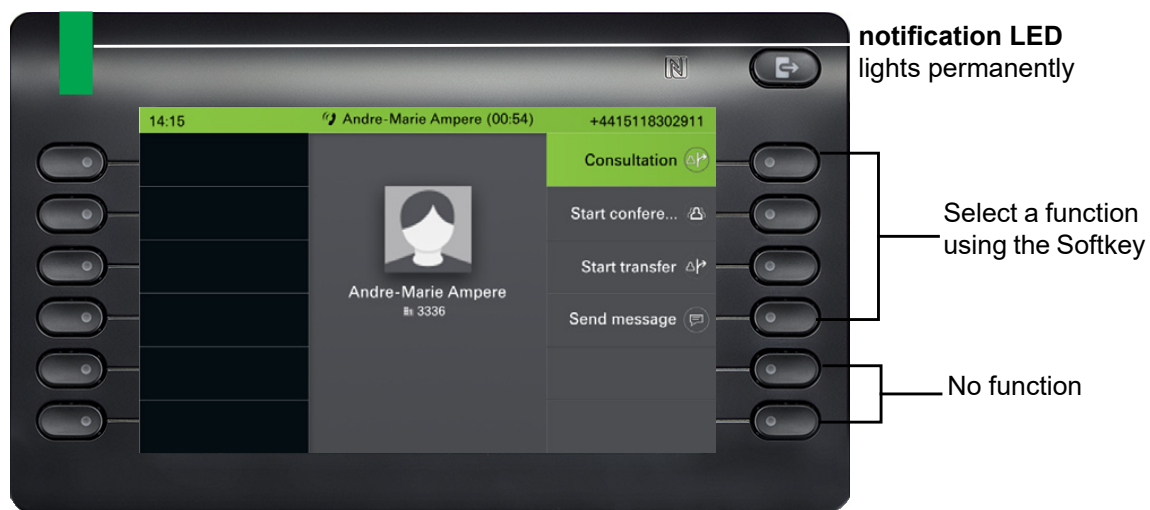 notification LED
lights permanently
14:15
Andre-Marie Ampere (00:54)
+4415118302911
Consultation
Start confere...
Start transfer
Send message
Andre-Marie Ampere
3336
Select a function
using the Softkey
No function